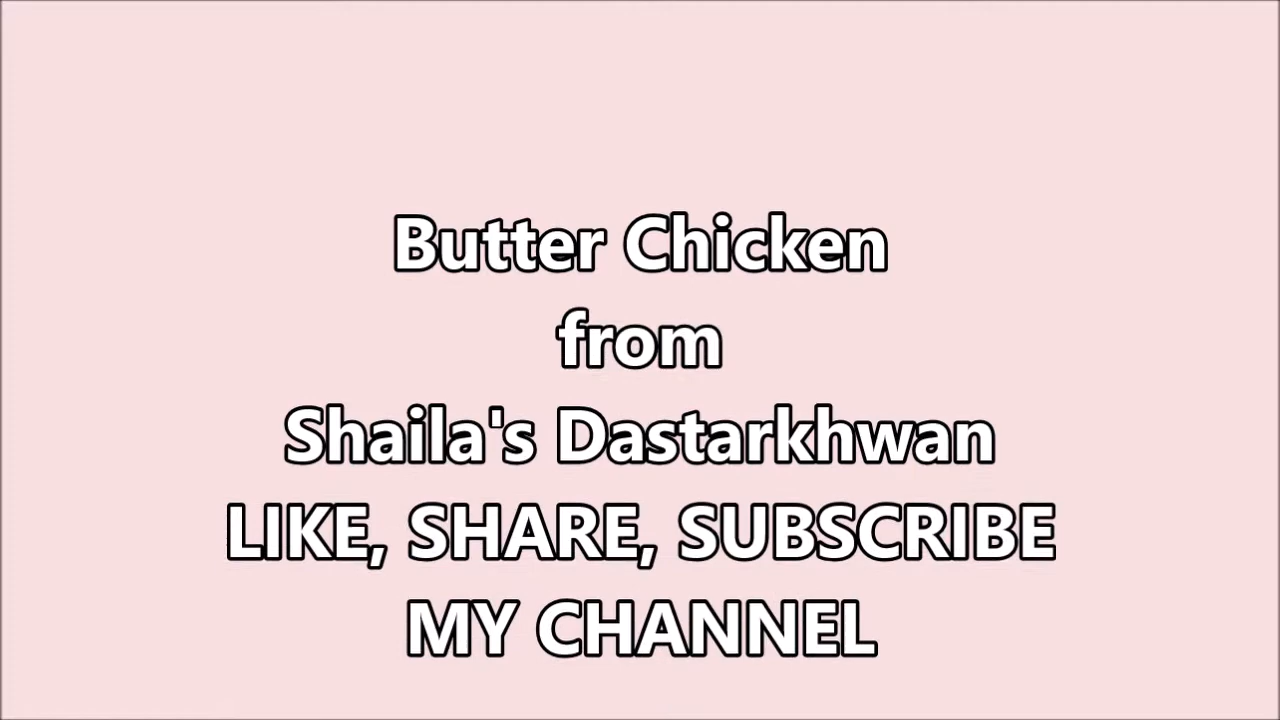 Butter Chicken
from
Shaila's Dastarkhwan
LIKE, SHARE, SUBSCRIBE
MY CHANNEL